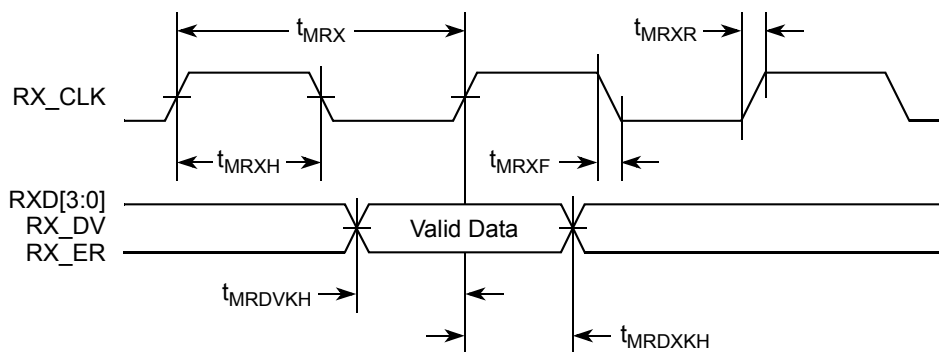 tMRX
tMRXR
RX_CLK
tMRXH
tMRXF
RXD[3:0]
RX_DV
RX_ER
Valid Data
tMRDVKH
tMRDXKH